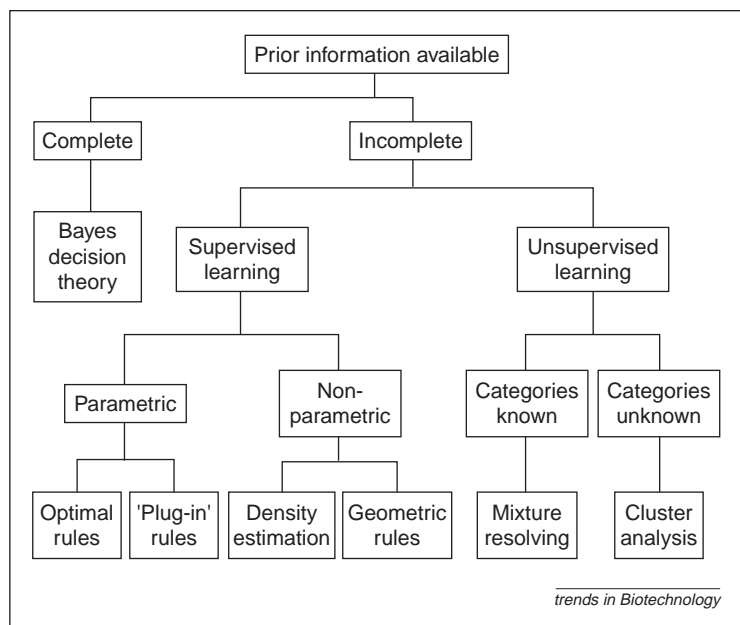 Prior information available
Complete
Incomplete
Bayes
decision
theory
Supervised
learning
Unsupervised
learning
Parametric
Non-
parametric
Categories
known
Categories
unknown
Optimal
rules
'Plug-in'
rules
Density
estimation
Geometric
rules
Mixture
resolving
Cluster
analysis
trends in Biotechnology